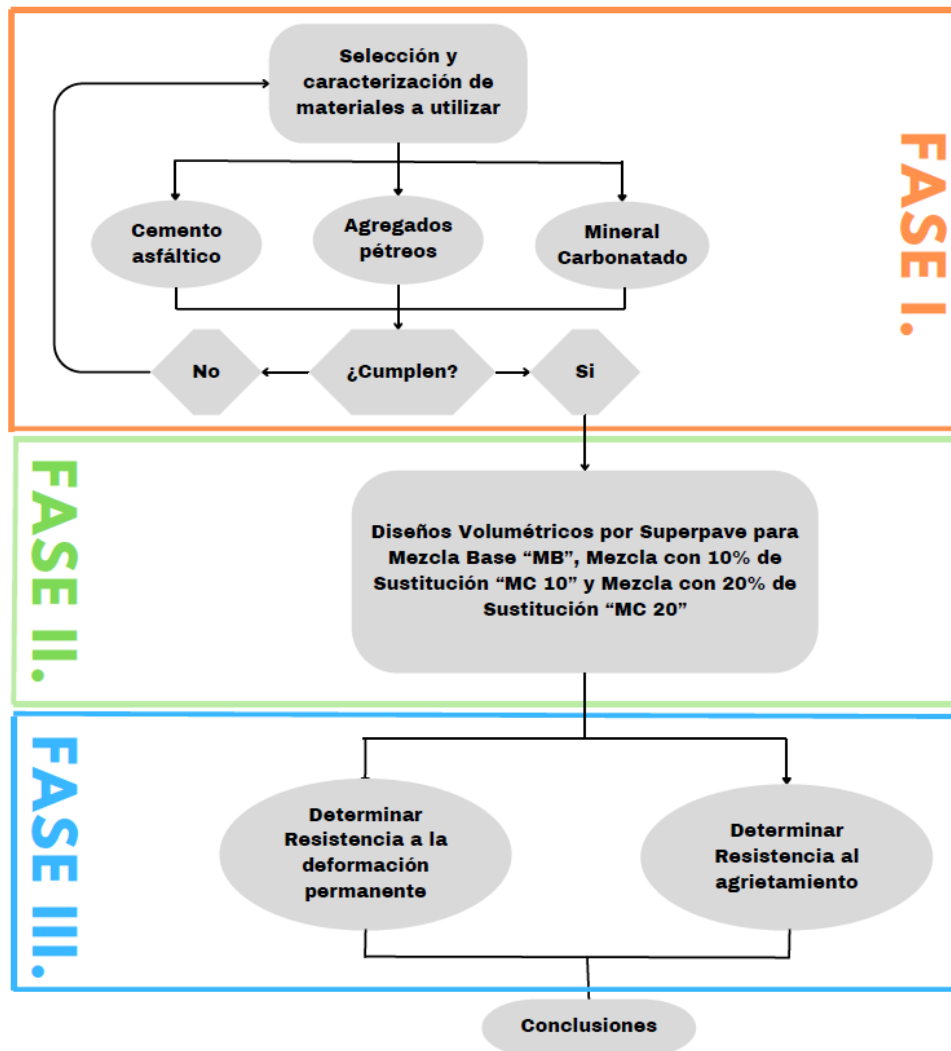 Selección y
caracterización de
materiales a utilizar
FASE I.
Cemento
asfáltico
Agregados
pétreos
Mineral
Carbonatado
No
¿Cumplen?
Si
FASE II.
Diseños Volumétricos por Superpave para
Mezcla Base “MB”, Mezcla con 10% de
Sustitución “MC 10” y Mezcla con 20% de
Sustitución “MC 20”
FASE III.
Determinar
Resistencia a la
deformación
permanente
Determinar
Resistencia al
agrietamiento
Conclusiones